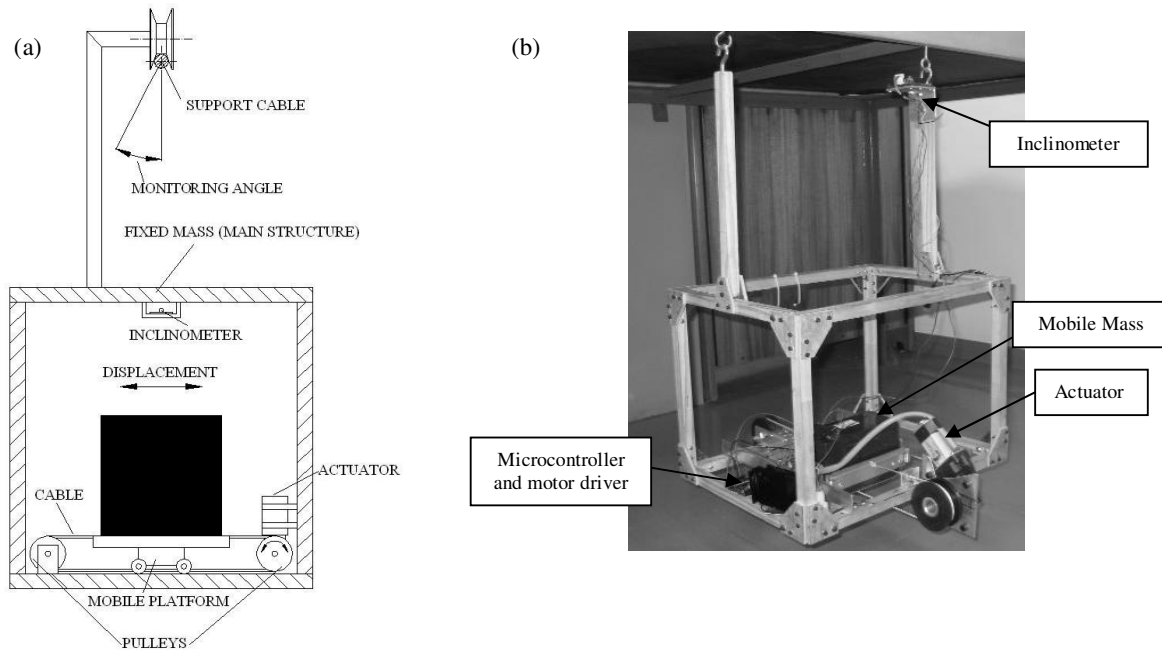 (a)
SUPPORT CABLE
MONITORING ANGLE
FIXED MASS (MAIN STRUCTURE)
INCLINOMETER
DISPLACEMENT
ACTUATOR
CABLE
MOBILE PLATFORM
PULLEYS
(b)
Inclinometer
Mobile Mass
Actuator
Microcontroller
and motor driver